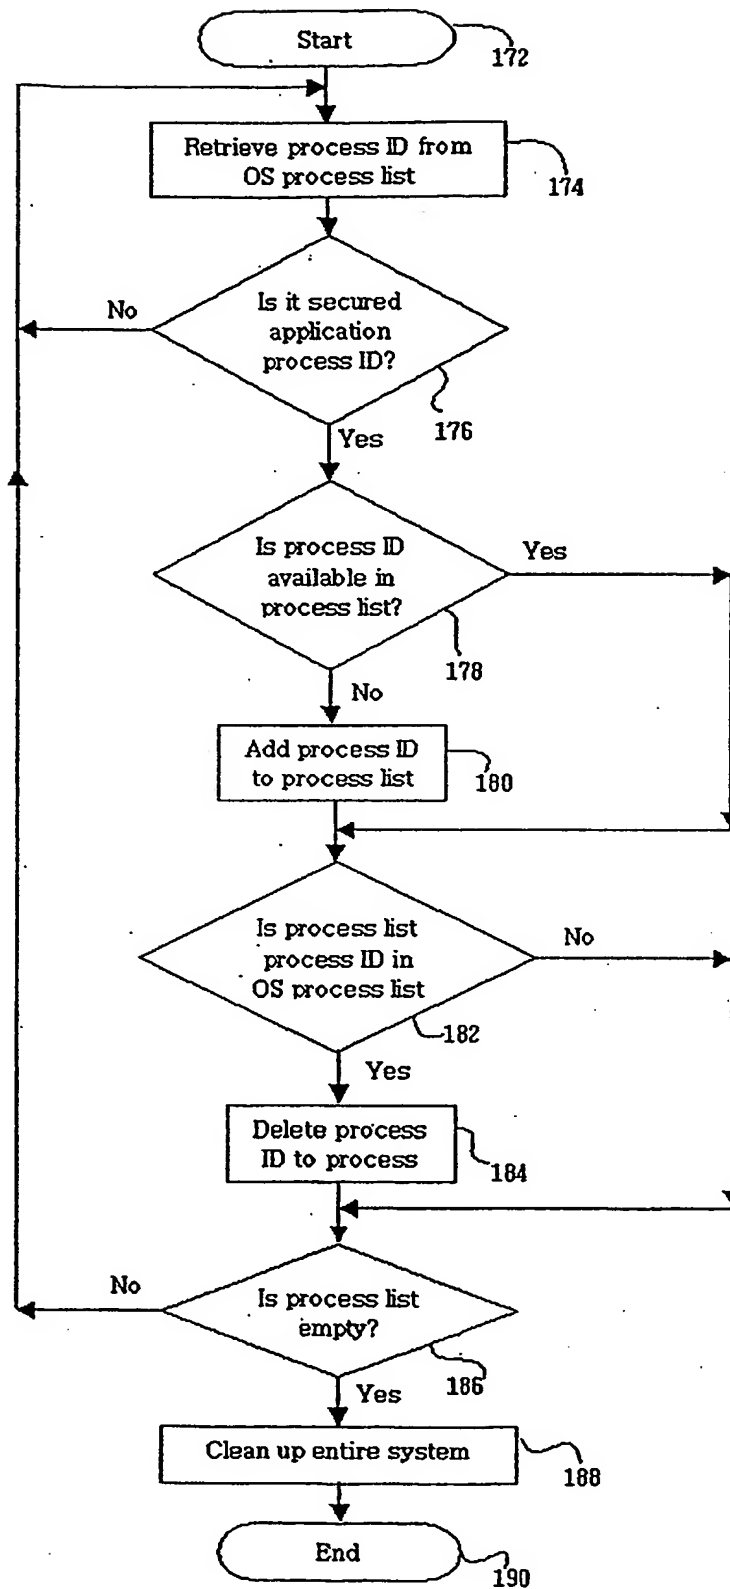 Start
172
Retrieve process ID from
OS process list
174
Is it secured
application
process ID?
176
No
Yes
Is process ID
available in
process list?
178
Yes
No
Add process ID
to process list
180
Is process list
process ID in
OS process list
182
No
Yes
Delete process
ID to process
184
Is process list
empty?
186
No
Yes
Clean up entire system
188
End
190